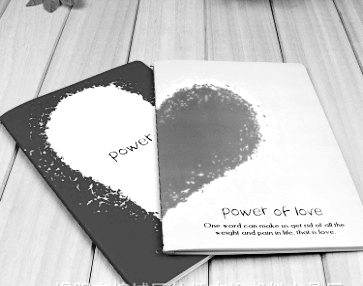 power
power of love
One word can make us get rid of all the
weight and pain in life. that is love.